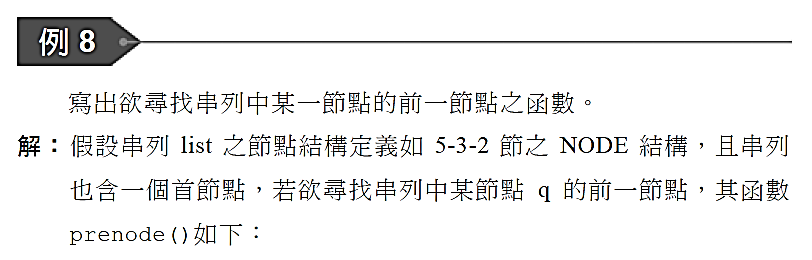 例 8
寫出欲尋找串列中某一節點的前一節點之函數。
解：假設串列 list 之節點結構定義如 5-3-2 節之 NODE 結構，且串列
也含一個首節點，若欲尋找串列中某節點 q 的前一節點，其函數
prenode()如下：